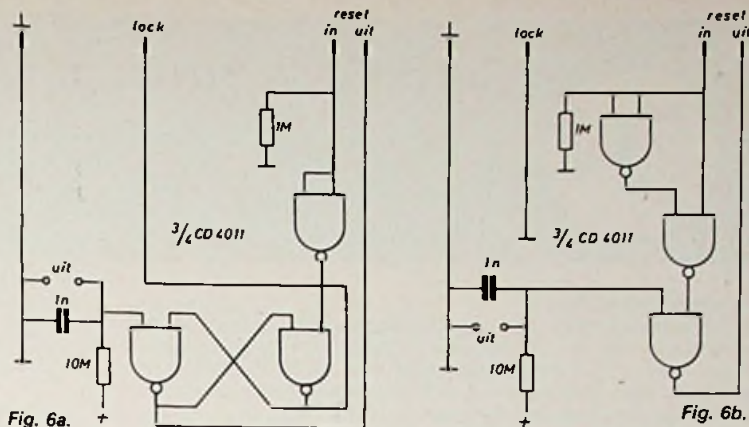 lock
reset
in uit
1M
3/4 CD 4011
uit
1n
10M
+
Fig. 6a.
lock
reset
in uit
1M
3/4 CD 4011
1n
uit
10M
+
Fig. 6b.